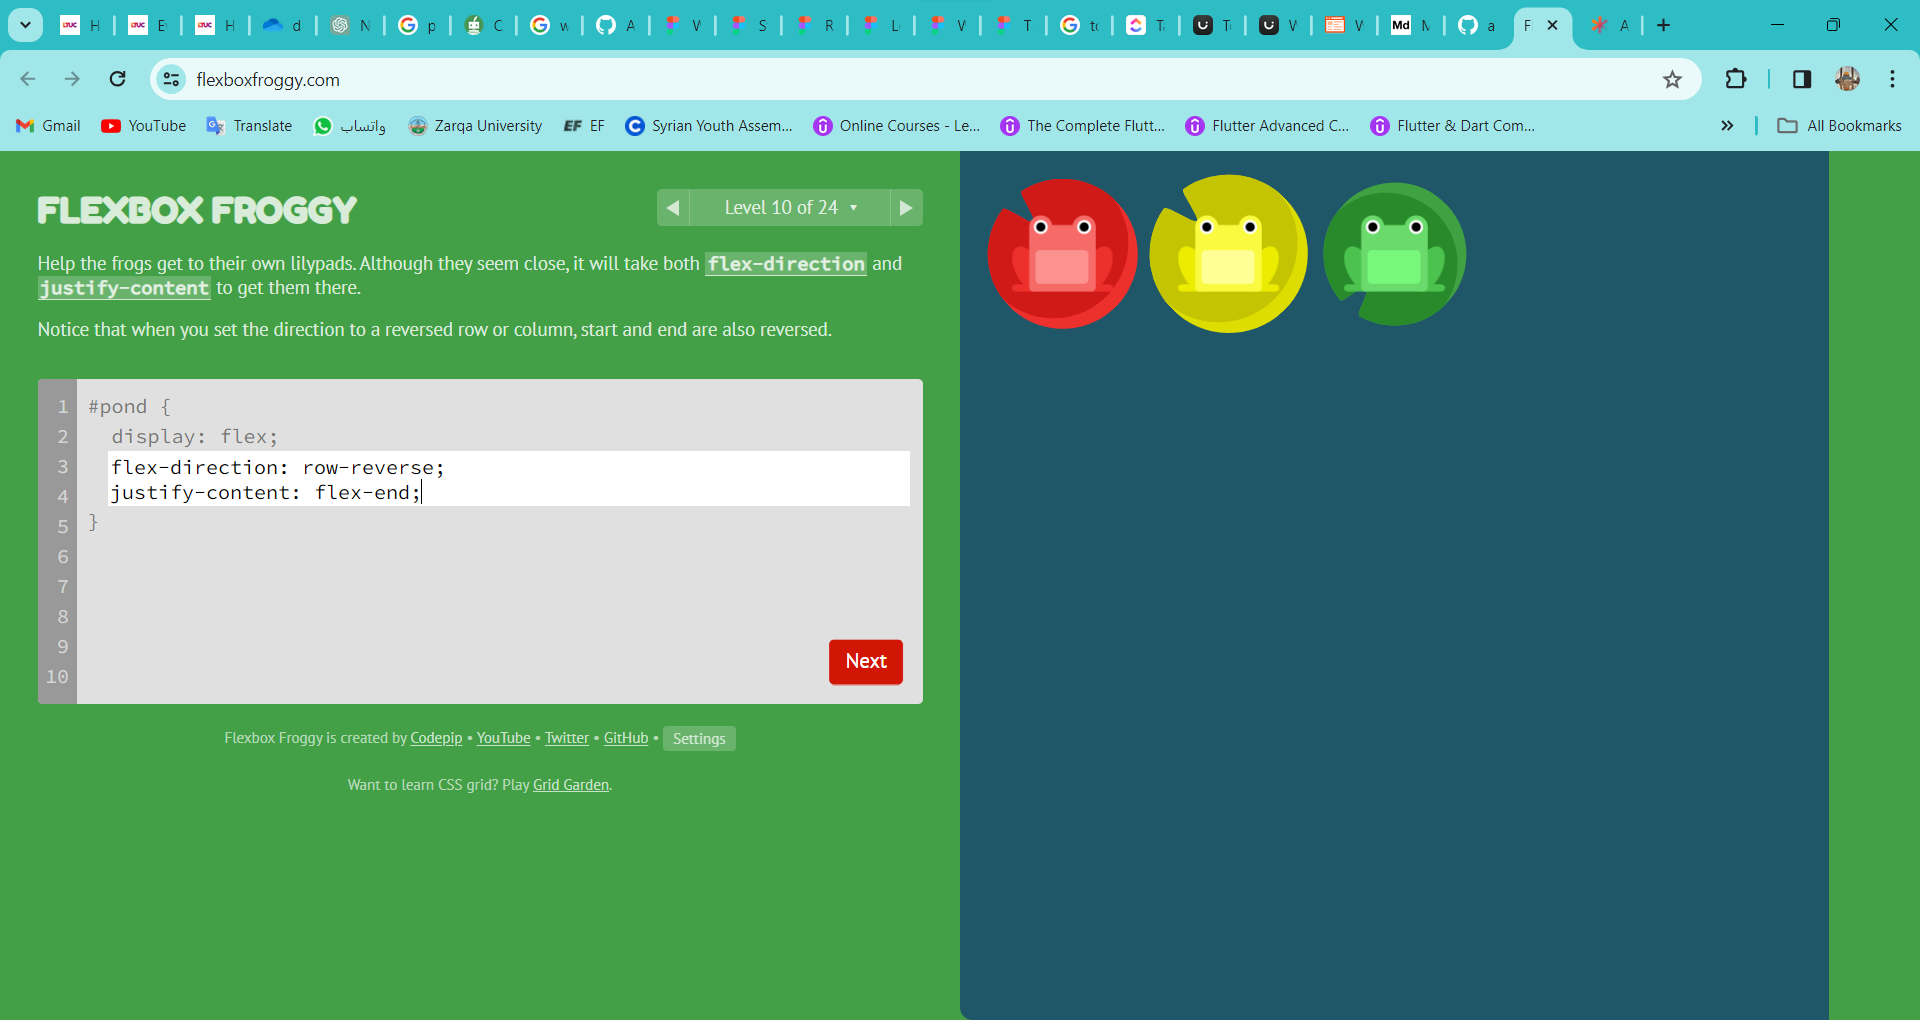 H
E
H
d
N
p
C
w
A
V
S
R
L
V
T
to
T
T
V
V
Md
M
a
F
A
flexboxfroggy.com
Gmail
YouTube
Translate
واتساب
Zarqa University
EF EF
Syrian Youth Assem...
Online Courses - Le...
The Complete Flutt...
Flutter Advanced C...
Flutter & Dart Com...
All Bookmarks
FLEXBOX FROGGY
Level 10 of 24
Help the frogs get to their own lilypads. Although they seem close, it will take both flex-direction and
justify-content to get them there.
Notice that when you set the direction to a reversed row or column, start and end are also reversed.
1 #pond {
2 display: flex;
3 flex-direction: row-reverse;
4 justify-content: flex-end;
5 }
6
7
8
9
10
Next
Flexbox Froggy is created by Codepip • YouTube • Twitter • GitHub • Settings
Want to learn CSS grid? Play Grid Garden.